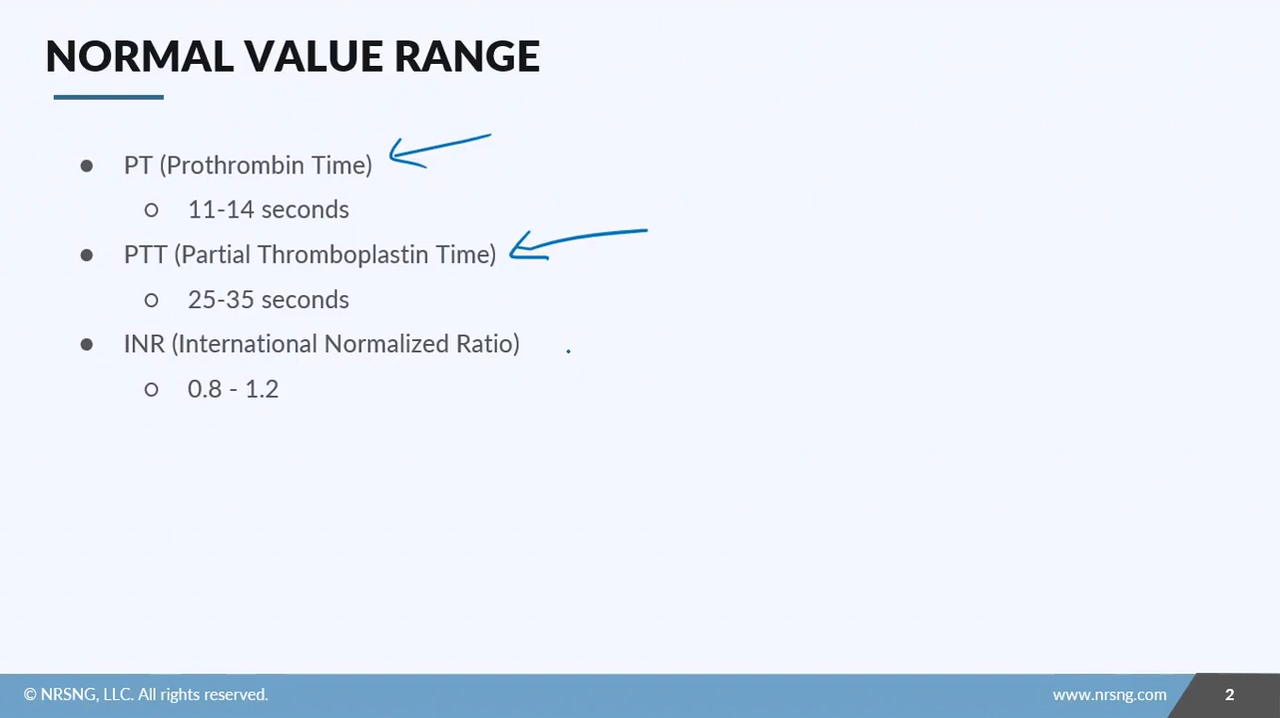 NORMAL VALUE RANGE
● PT (Prothrombin Time)
○ 11-14 seconds
● PTT (Partial Thromboplastin Time)
○ 25-35 seconds
● INR (International Normalized Ratio)
○ 0.8 - 1.2
© NRSNG, LLC. All rights reserved.
www.nrsng.com
2